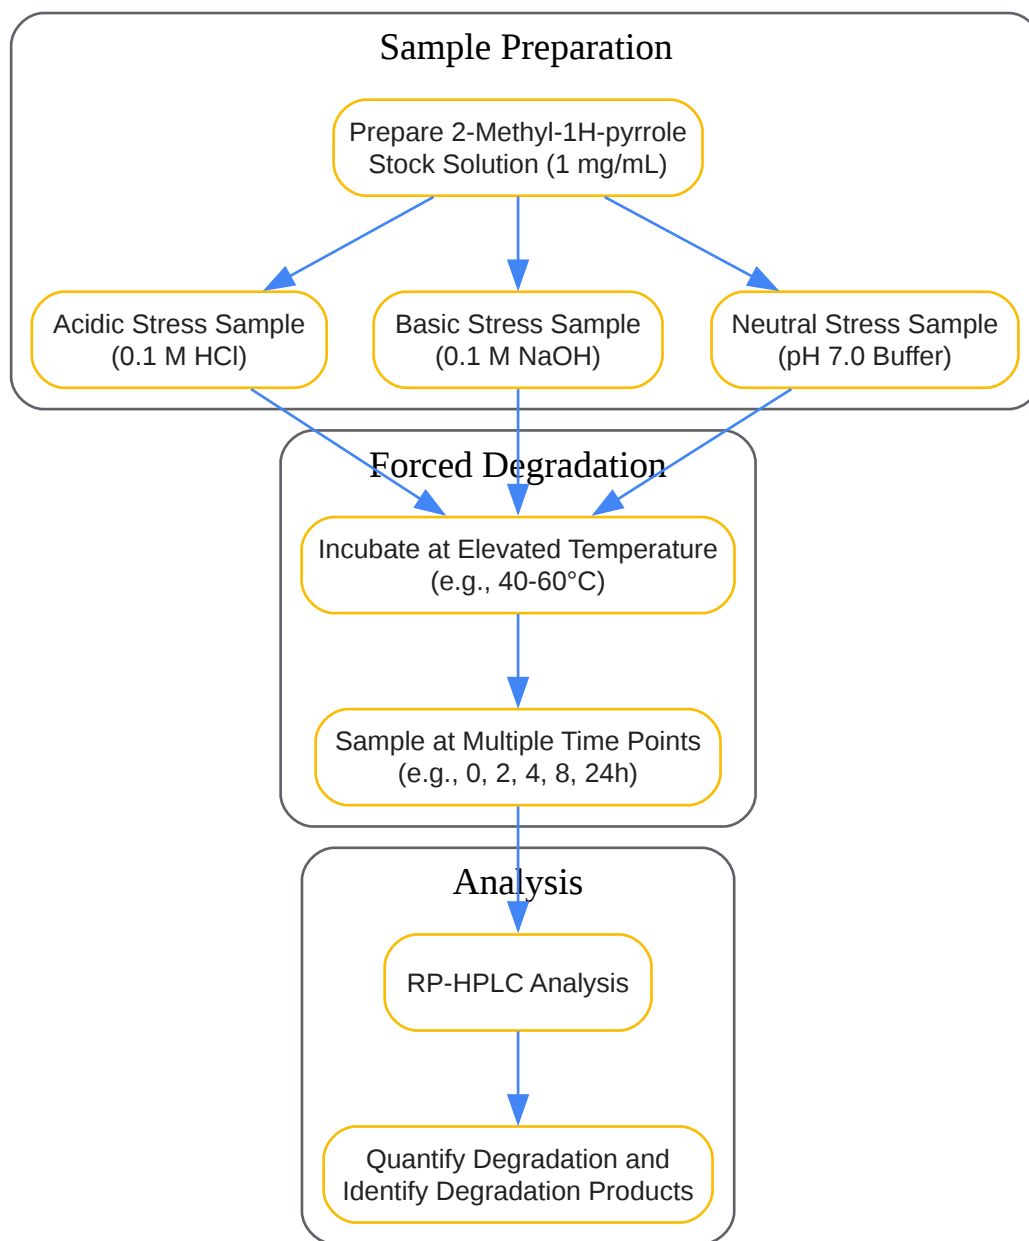 Sample Preparation
Prepare 2-Methyl-1H-pyrrole
Stock Solution (1 mg/mL)
Acidic Stress Sample
(0.1 M HCl)
Basic Stress Sample
(0.1 M NaOH)
Neutral Stress Sample
(pH 7.0 Buffer)
Forced Degradation
Incubate at Elevated Temperature
(e.g., 40-60°C)
Sample at Multiple Time Points
(e.g., 0, 2, 4, 8, 24h)
Analysis
RP-HPLC Analysis
Quantify Degradation and
Identify Degradation Products